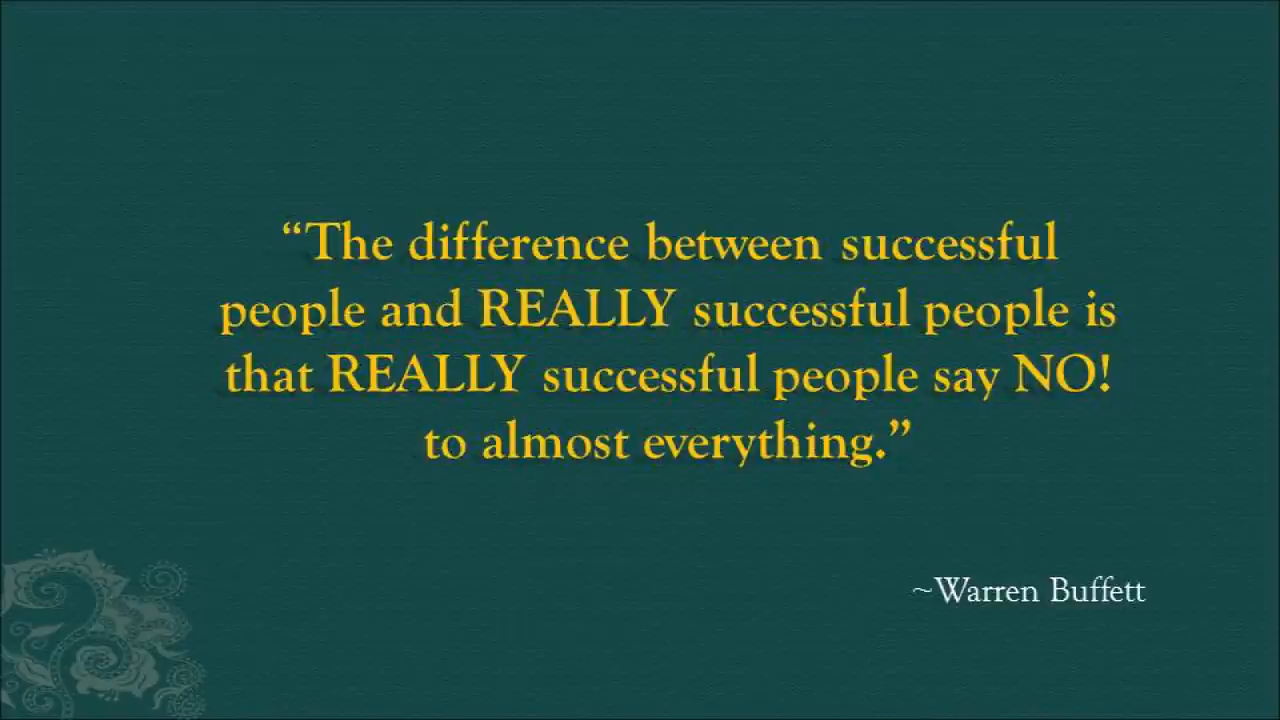 “The difference between successful
people and REALLY successful people is
that REALLY successful people say NO!
to almost everything.”
~Warren Buffett